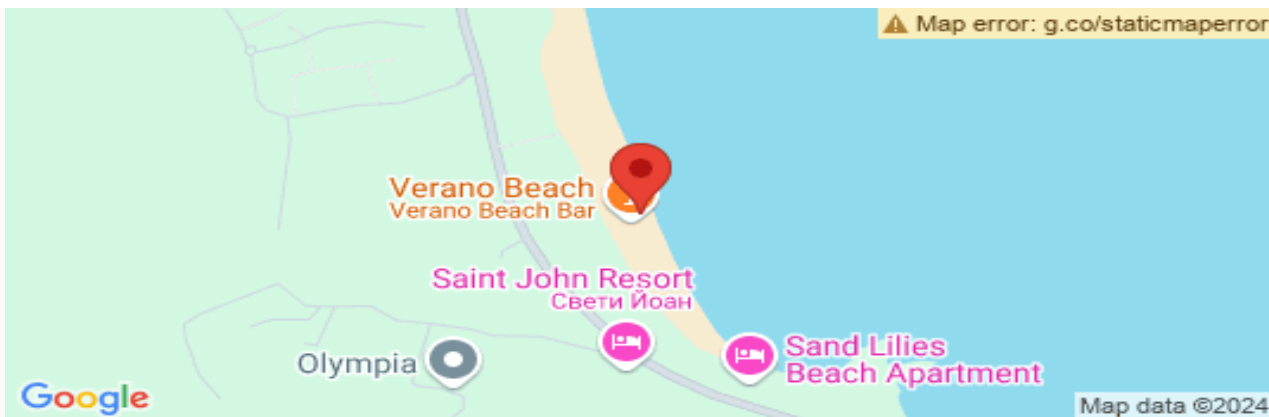 Map error: g.co/staticmaperror
Verano Beach
Verano Beach Bar
Saint John Resort
Свети Йоан
Olympia
Sand Lilies
Beach Apartment
Google
Map data ©2024